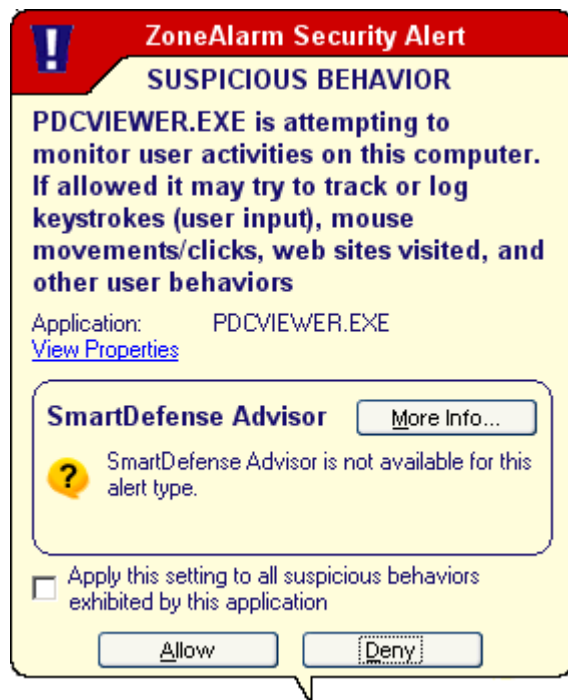 !
ZoneAlarm Security Alert
SUSPICIOUS BEHAVIOR
PDCVIEWER.EXE is attempting to
monitor user activities on this computer.
If allowed it may try to track or log
keystrokes (user input), mouse
movements/clicks, web sites visited, and
other user behaviors
Application: PDCVIEWER.EXE
View Properties
SmartDefense Advisor More Info...
?
SmartDefense Advisor is not available for this
alert type.
Apply this setting to all suspicious behaviors
exhibited by this application
Allow Deny